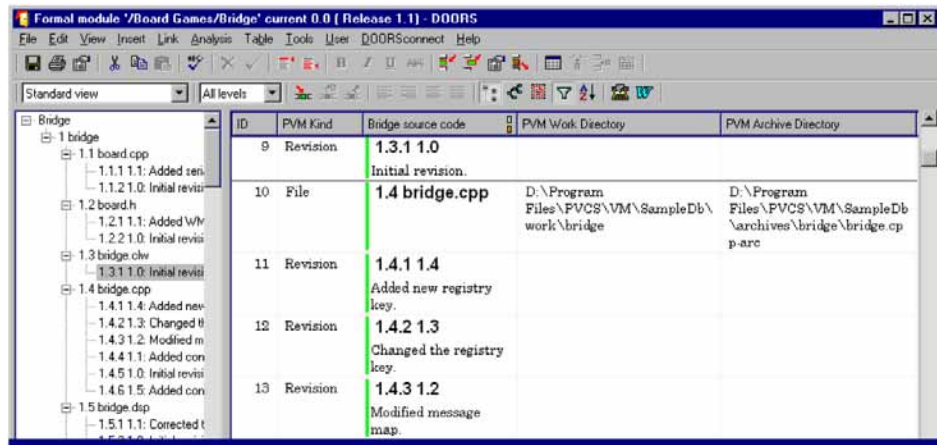 Formal module '/Board Games/Bridge' current 0.0 ( Release 1.1) - DOORS
File Edit View Insert Link Analysis Table Tools User DOORSconnect Help
Standard view All levels
Bridge
1 bridge
1.1 board.cpp
1.1.1 1.1: Added seri
1.1.2 1.0: Initial revisi
1.2 board.h
1.2.1 1.1: Added WM
1.2.2 1.0: Initial revisi
1.3 bridge.clw
1.3.1 1.0: Initial revisi
1.4 bridge.cpp
1.4.1 1.4: Added new
1.4.2 1.3: Changed th
1.4.3 1.2: Modified m
1.4.4 1.1: Added con
1.4.5 1.0: Initial revisi
1.4.6 1.5: Added con
1.5 bridge.dsp
1.5.1 1.1: Corrected t
ID PVM Kind Bridge source code PVM Work Directory PVM Archive Directory
9 Revision 1.3.1 1.0
Initial revision.
10 File 1.4 bridge.cpp D:\Program D:\Program
Files\PVCS\VM\SampleDb\ Files\PVCS\VM\SampleDb
work\bridge \archives\bridge\bridge.cp
p-arc
11 Revision 1.4.1 1.4
Added new registry
key.
12 Revision 1.4.2 1.3
Changed the registry
key.
13 Revision 1.4.3 1.2
Modified message
map.